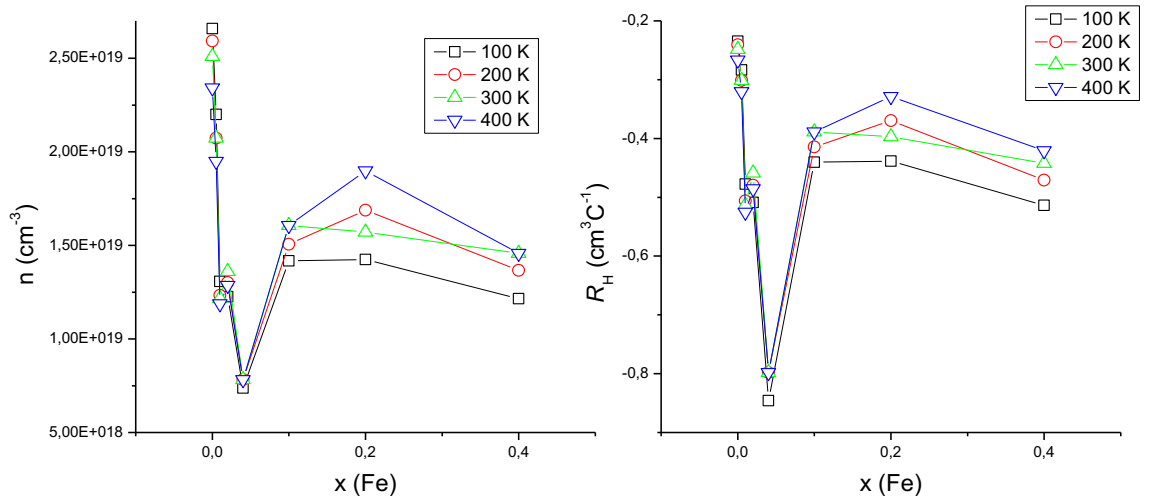 2,50E+019
2,00E+019
1,50E+019
1,00E+019
5,00E+018
n (cm⁻³)
100 K
200 K
300 K
400 K
0,0
0,2
0,4
x (Fe)
-0,2
-0,4
-0,6
-0,8
R_H (cm³C⁻¹)
100 K
200 K
300 K
400 K
0,0
0,2
0,4
x (Fe)